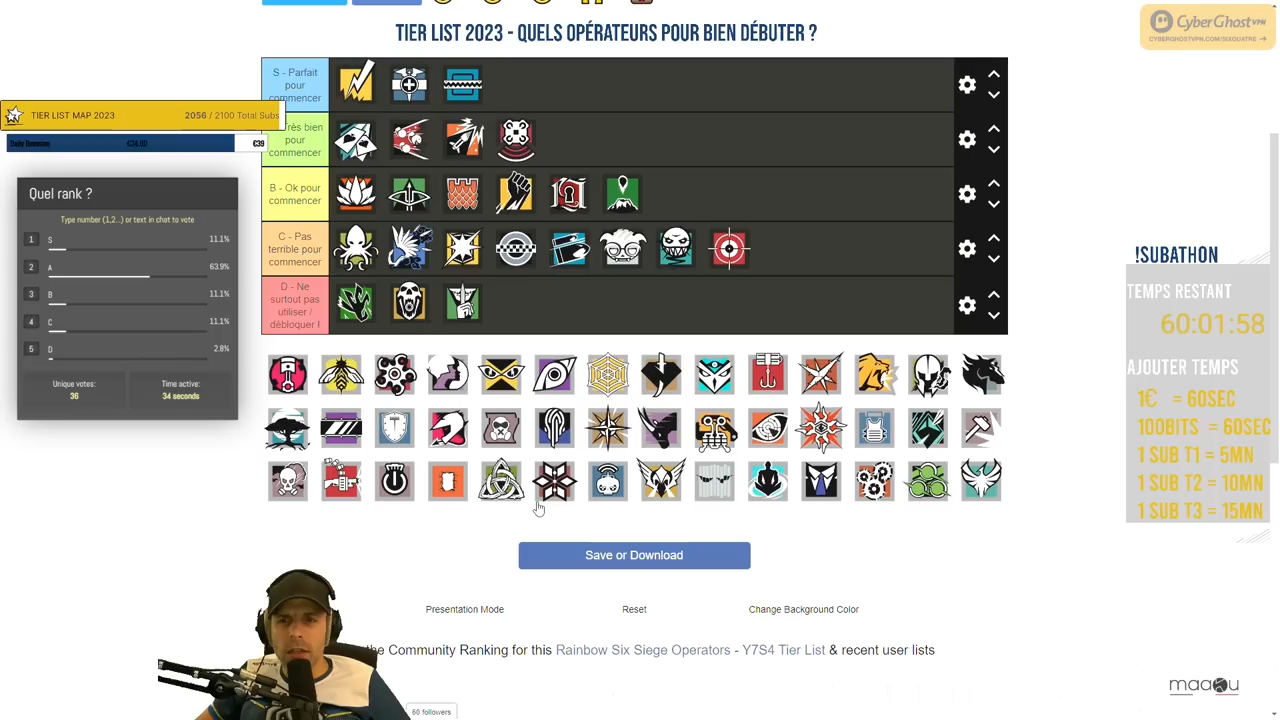 CyberGhost VPN
CYBERGHOSTVPN.COM/SIXQUATRE →
TIER LIST 2023 - QUELS OPÉRATEURS POUR BIEN DÉBUTER ?
S - Parfait
pour
commencer
TIER LIST MAP 2023
2056 / 2100 Total Subs
rès bien
pour
commencer
€39
B - Ok pour
commencer
C - Pas
terrible pour
commencer
D - Ne
surtout pas
utiliser /
débloquer !
Quel rank ?
Type number (1,2..) or text in chat to vote
1 S 11.1%
2 A 63.9%
3 B 11.1%
4 C 11.1%
5 D 2.8%
Unique votes:
36
Time active:
34 seconds
!SUBATHON
TEMPS RESTANT
60:01:58
AJOUTER TEMPS
1€ = 60SEC
100BITS = 60SEC
1 SUB T1 = 5MN
1 SUB T2 = 10MN
1 SUB T3 = 15MN
Save or Download
Presentation Mode
Reset
Change Background Color
the Community Ranking for this Rainbow Six Siege Operators - Y7S4 Tier List & recent user lists
60 followers
maaou